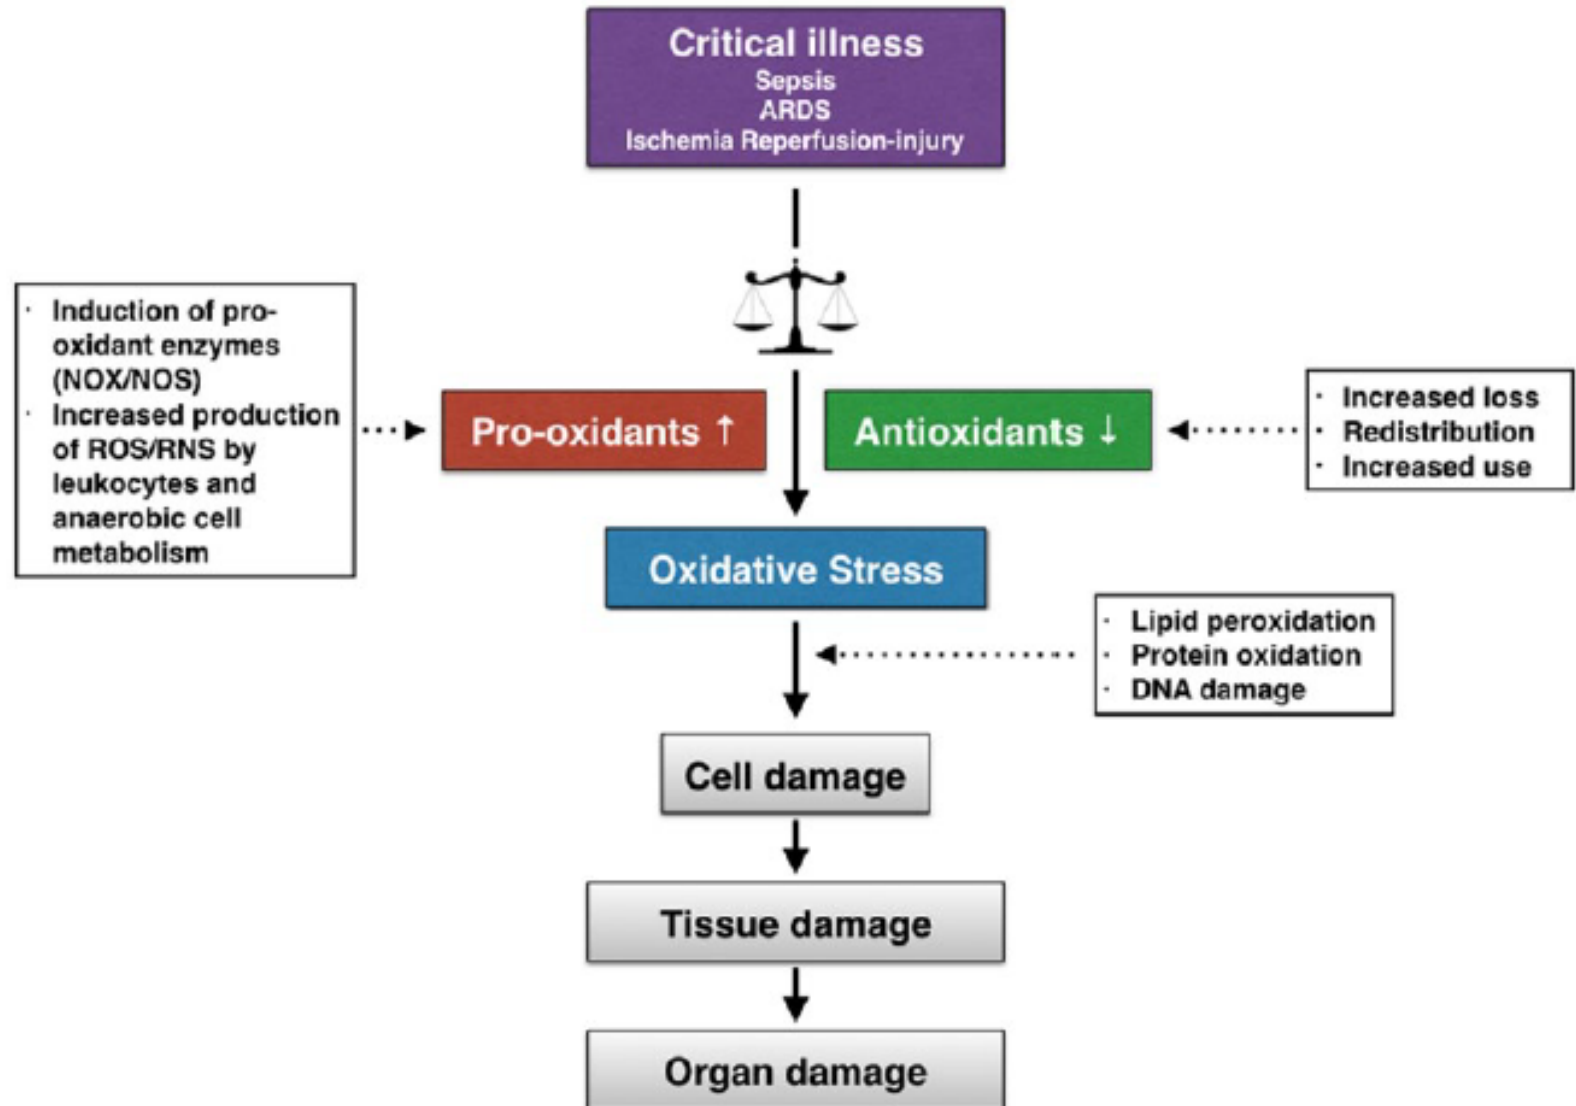 Critical illness
Sepsis
ARDS
Ischemia Reperfusion-injury
· Induction of pro-
oxidant enzymes
(NOX/NOS)
· Increased production
of ROS/RNS by
leukocytes and
anaerobic cell
metabolism
Pro-oxidants ↑
Antioxidants ↓
· Increased loss
· Redistribution
· Increased use
Oxidative Stress
· Lipid peroxidation
· Protein oxidation
· DNA damage
Cell damage
Tissue damage
Organ damage